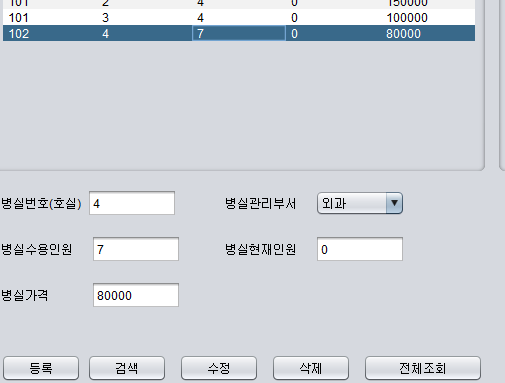 101 2 4 0 150000
101 3 4 0 100000
102 4 7 0 80000
병실번호(호실) 4 병실관리부서 외과
병실수용인원 7 병실현재인원 0
병실가격 80000
등록 검색 수정 삭제 전체조회